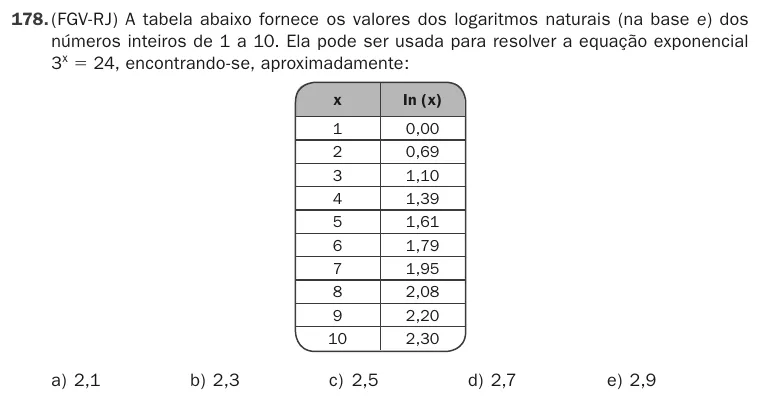 178. (FGV-RJ) A tabela abaixo fornece os valores dos logaritmos naturais (na base e) dos
números inteiros de 1 a 10. Ela pode ser usada para resolver a equação exponencial
3ˣ = 24, encontrando-se, aproximadamente:
x ln (x)
1 0,00
2 0,69
3 1,10
4 1,39
5 1,61
6 1,79
7 1,95
8 2,08
9 2,20
10 2,30
a) 2,1 b) 2,3 c) 2,5 d) 2,7 e) 2,9